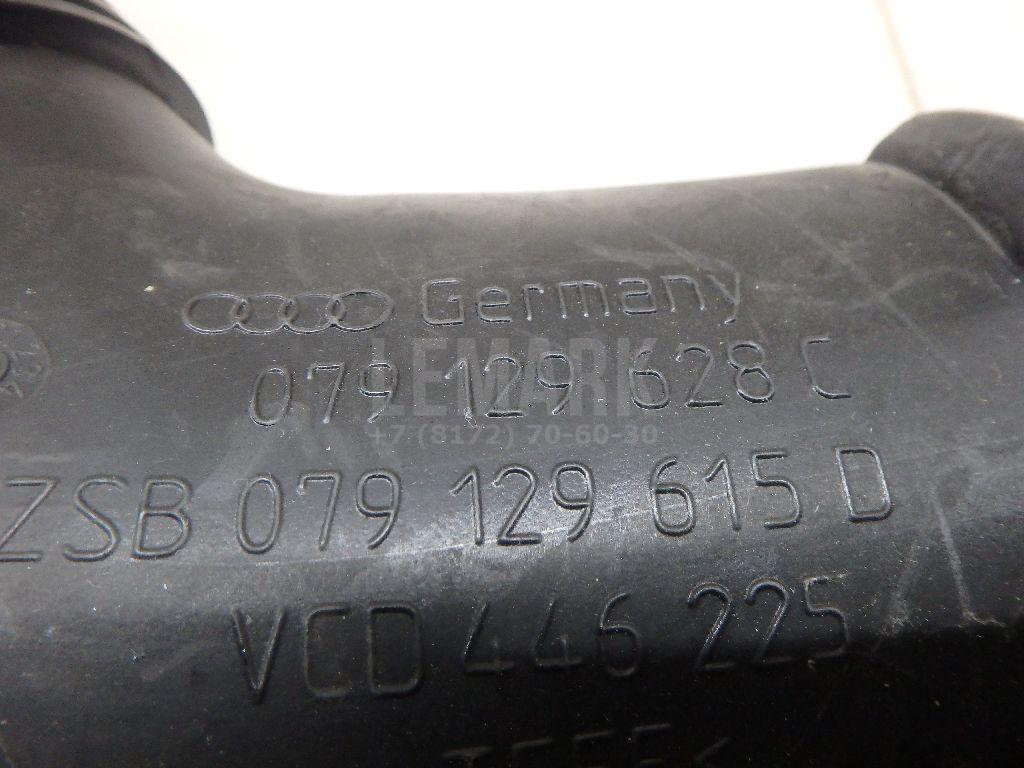 Germany
079 129 628 C
LEMARK
+7 (8172) 70-60-30
ZSB 079 129 615 D
VCD 446 225